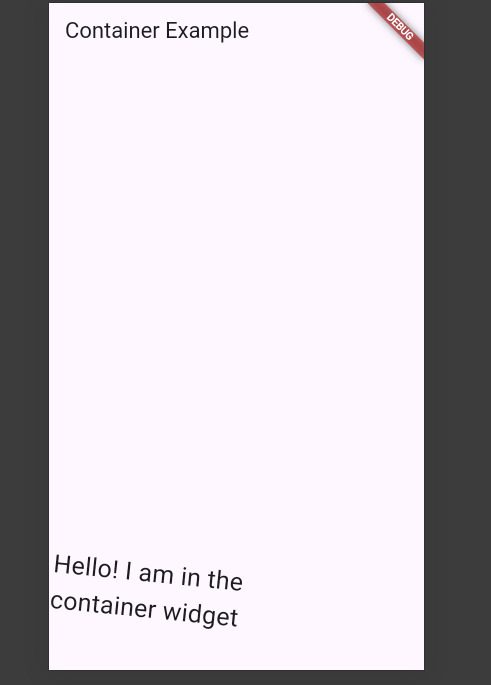 Container Example
DEBUG
Hello! I am in the
container widget